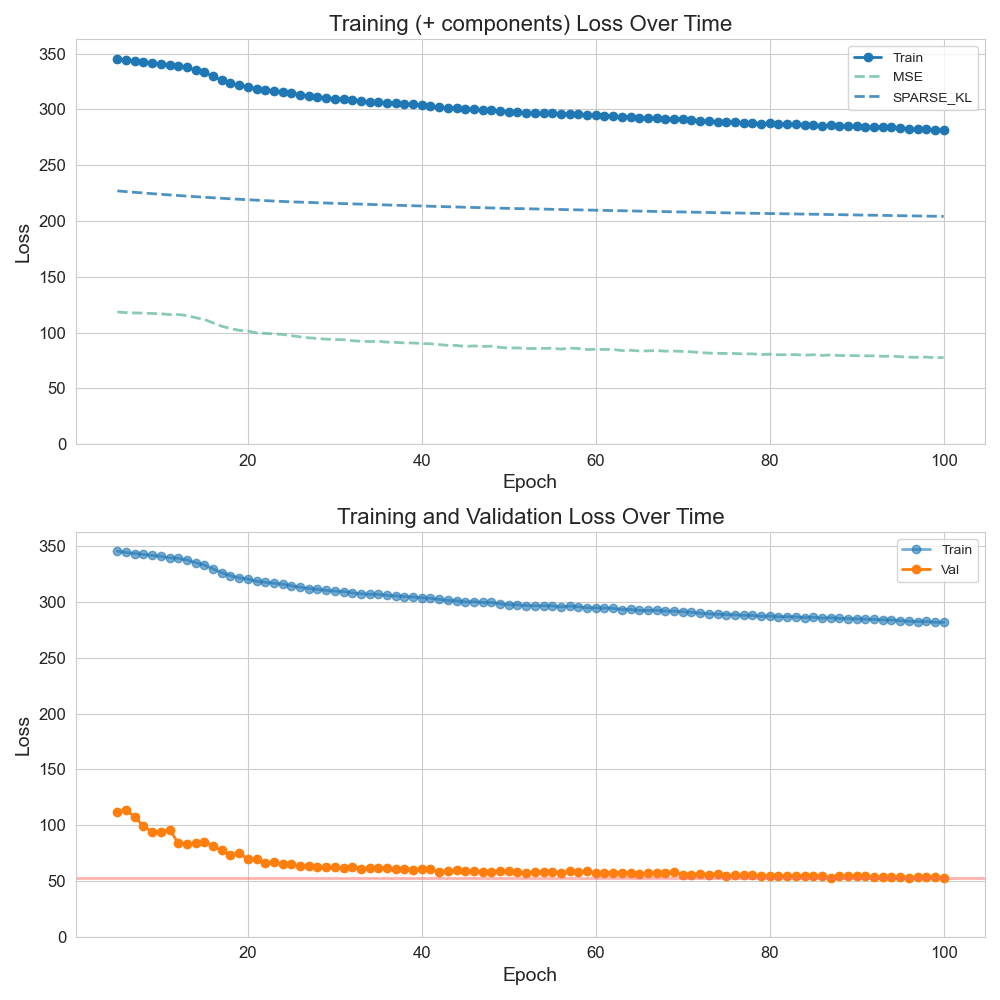 Training (+ components) Loss Over Time
Train
MSE
SPARSE_KL
350
300
250
200
150
100
50
0
Loss
20 40 60 80 100
Epoch
Training and Validation Loss Over Time
Train
Val
350
300
250
200
150
100
50
0
Loss
20 40 60 80 100
Epoch